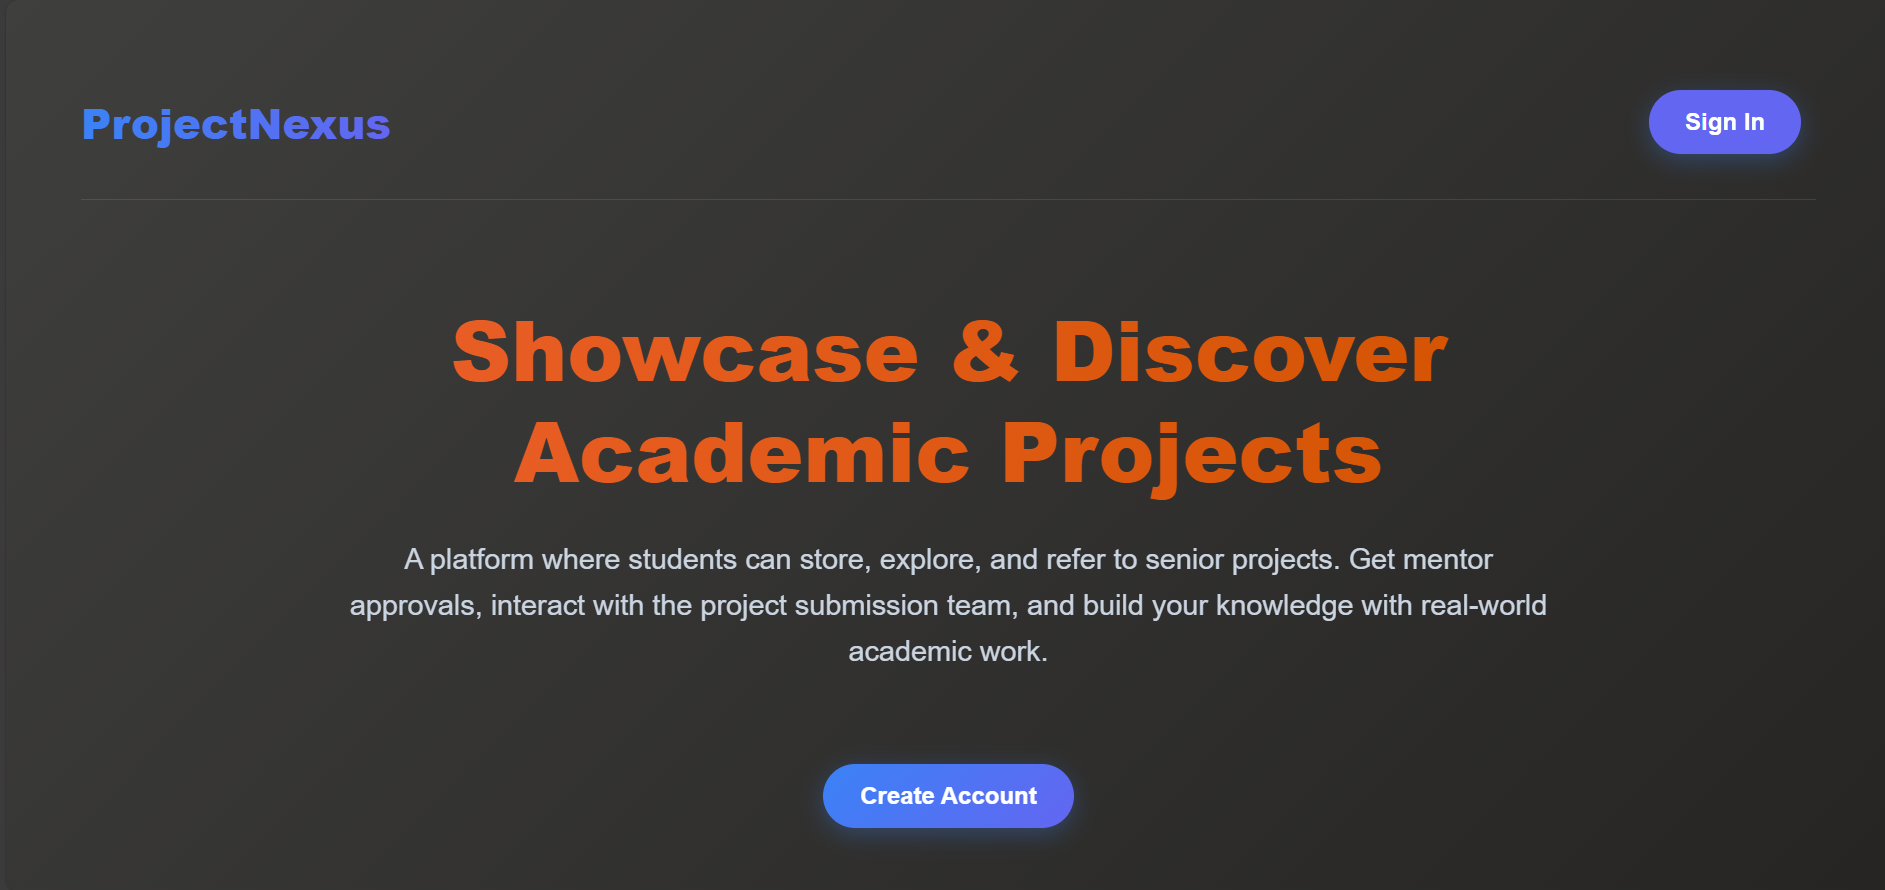 ProjectNexus
Sign In
Showcase & Discover
Academic Projects
A platform where students can store, explore, and refer to senior projects. Get mentor
approvals, interact with the project submission team, and build your knowledge with real-world
academic work.
Create Account